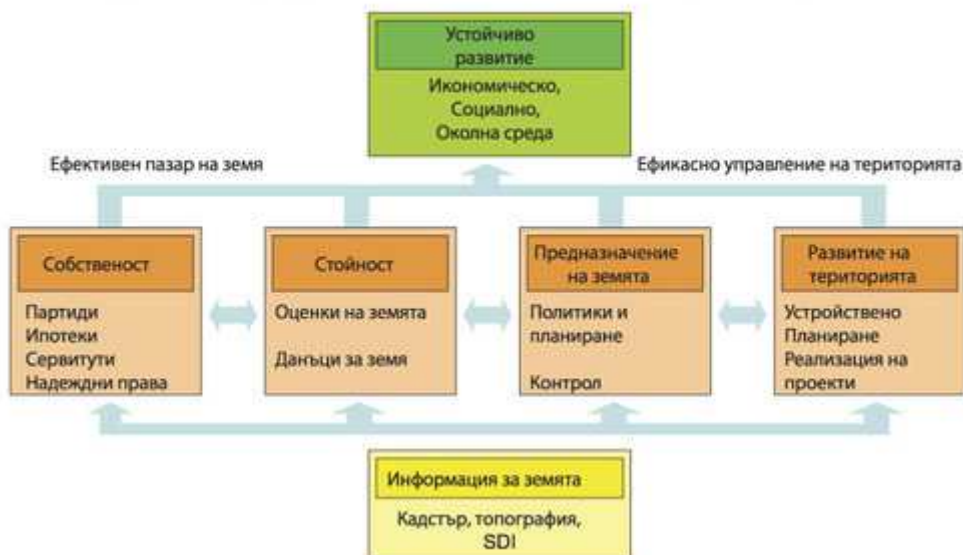 Устойчиво
развитие
Икономическо,
Социално,
Околна среда
Ефективен пазар на земя
Ефикасно управление на територията
Собственост
Партиди
Ипотеки
Сервитути
Надеждни права
Стойност
Оценки на земята
Данъци за земя
Предназначение
на земята
Политики и
планиране
Контрол
Развитие на
територията
Устройствено
Планиране
Реализация на
проекти
Информация за земята
Кадстър, топография,
SDI